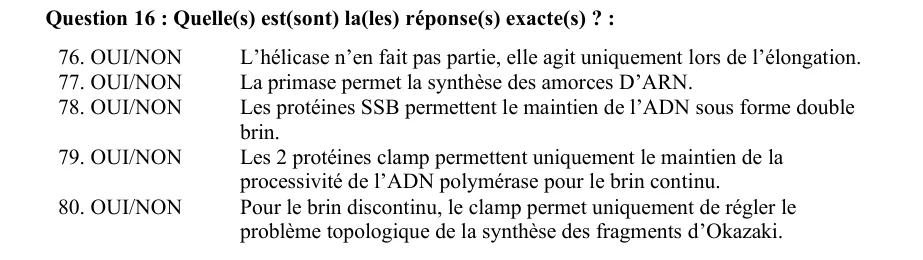 Question 16 : Quelle(s) est(sont) la(les) réponse(s) exacte(s) ? :
76. OUI/NON L’hélicase n’en fait pas partie, elle agit uniquement lors de l’élongation.
77. OUI/NON La primase permet la synthèse des amorces D’ARN.
78. OUI/NON Les protéines SSB permettent le maintien de l’ADN sous forme double
brin.
79. OUI/NON Les 2 protéines clamp permettent uniquement le maintien de la
processivité de l’ADN polymérase pour le brin continu.
80. OUI/NON Pour le brin discontinu, le clamp permet uniquement de régler le
problème topologique de la synthèse des fragments d’Okazaki.